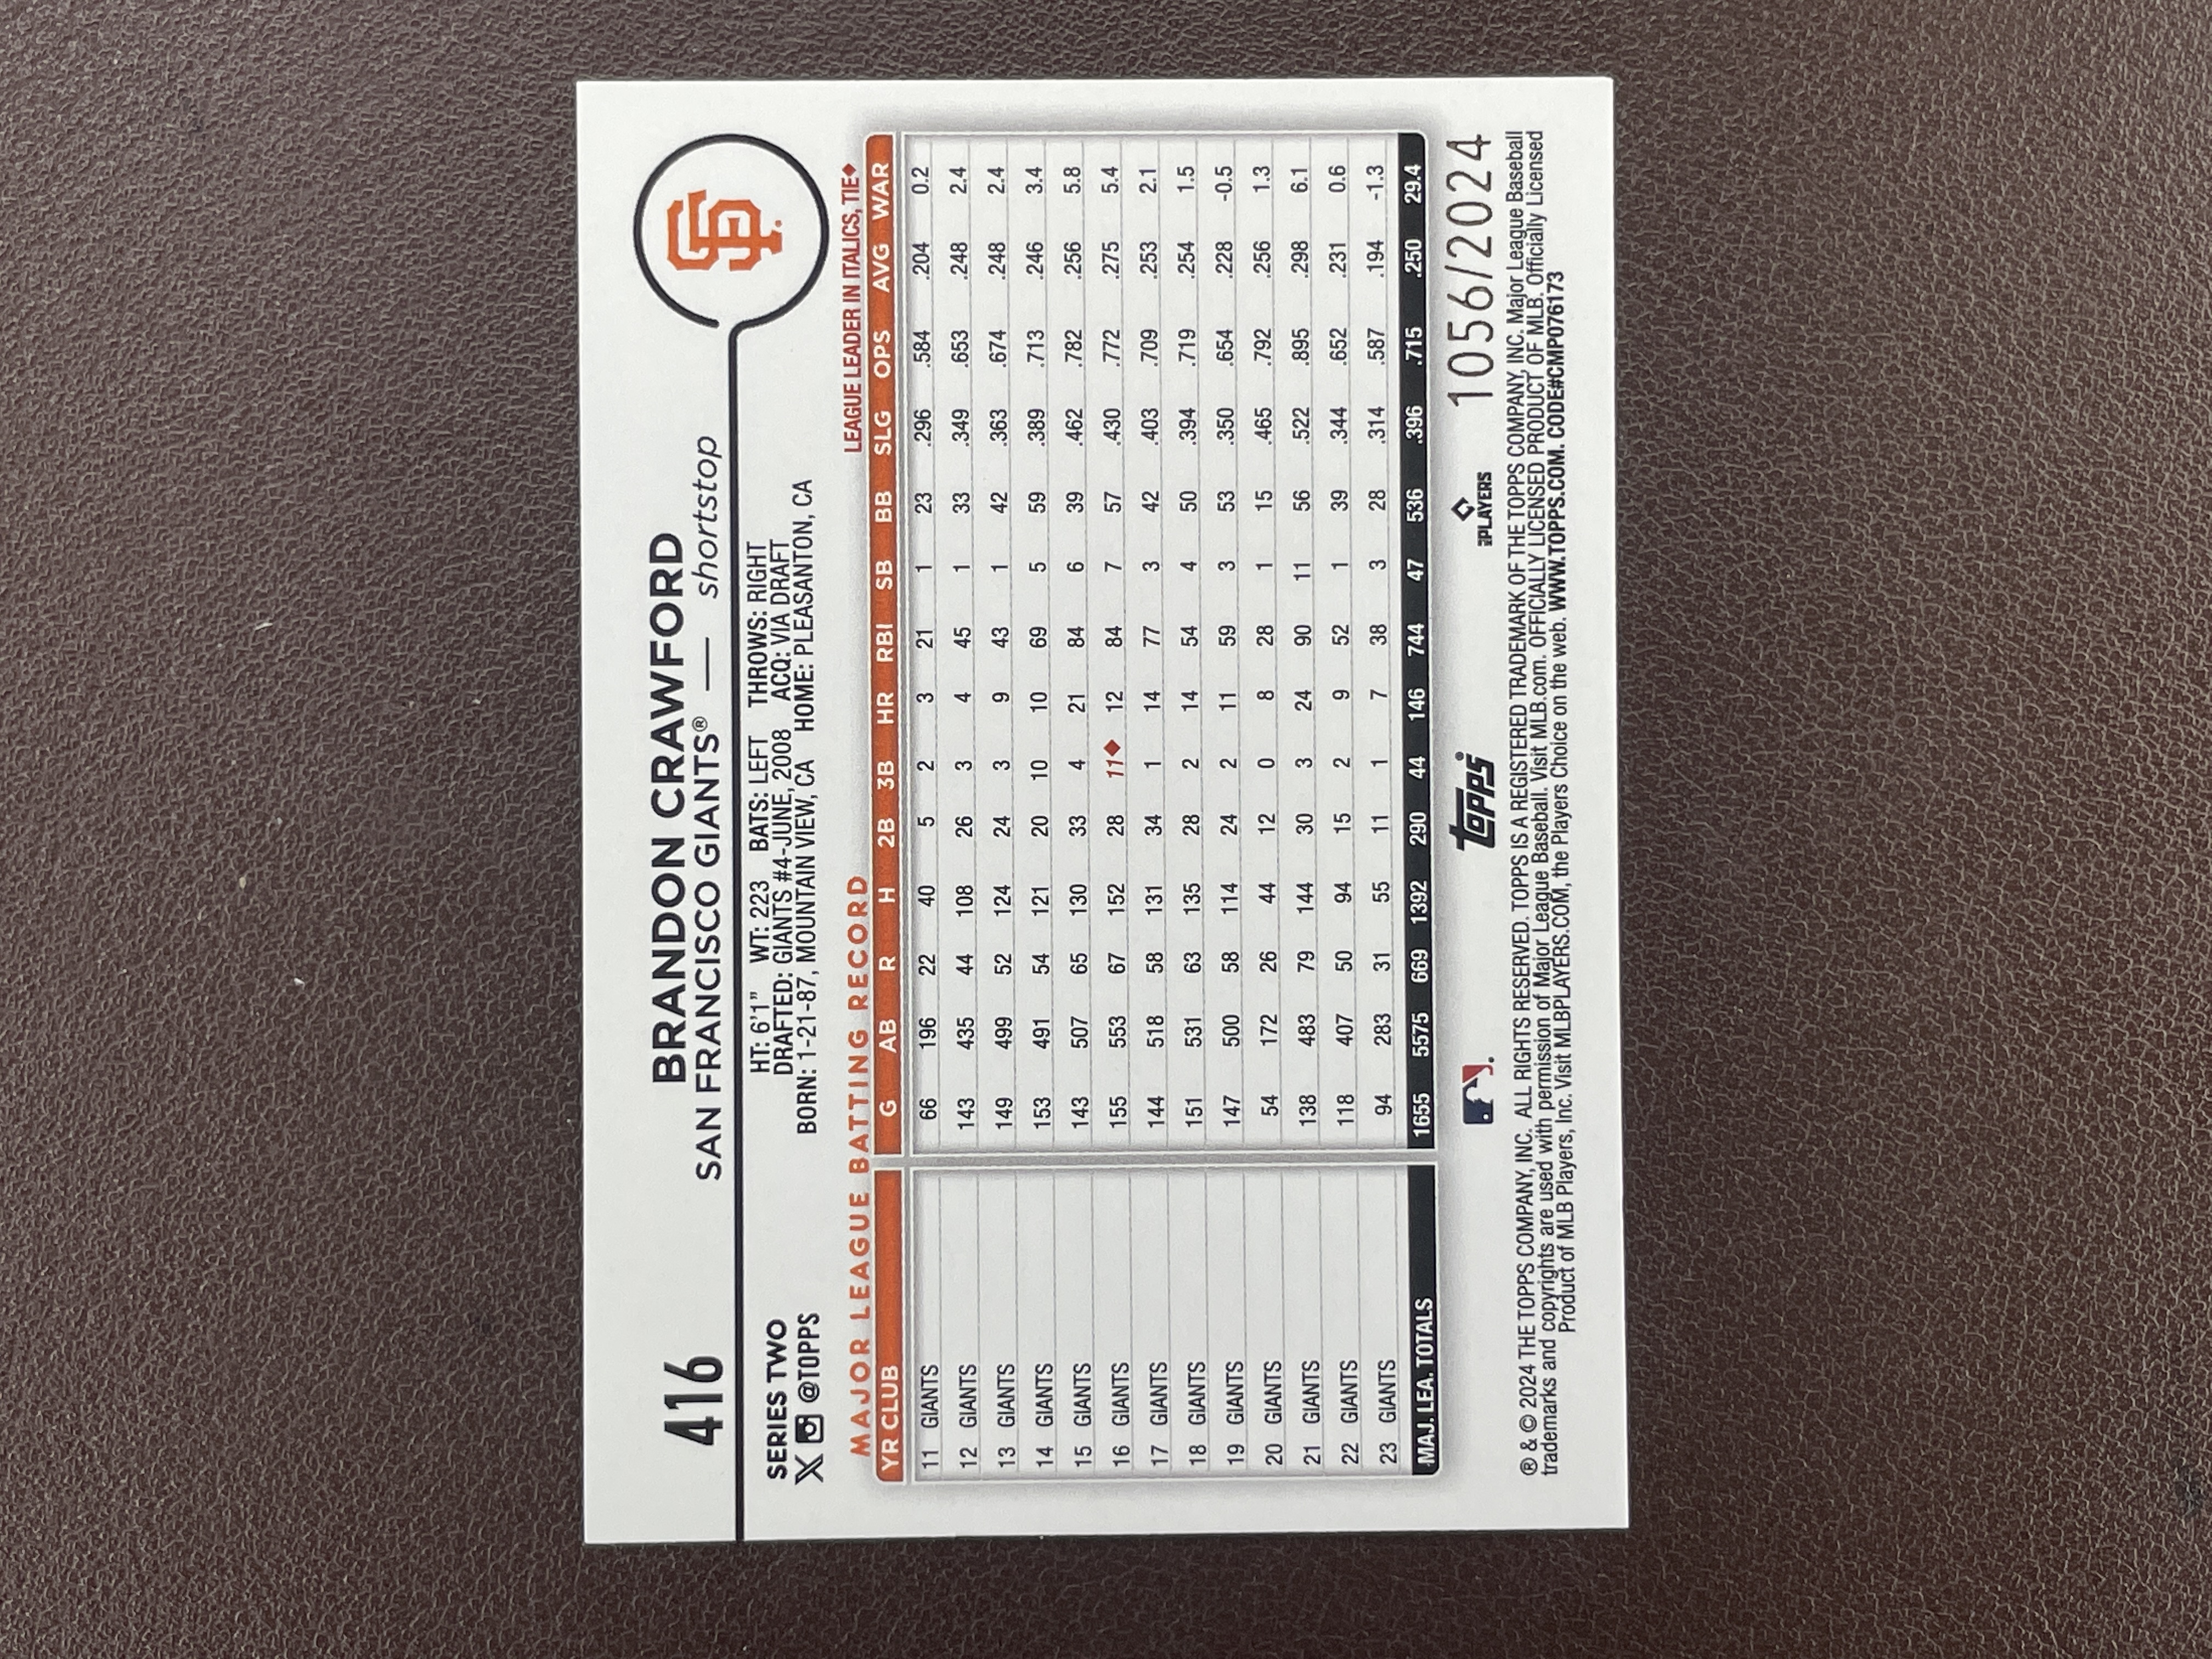 416
BRANDON CRAWFORD
SAN FRANCISCO GIANTS® — shortstop
SF
SERIES TWO
X @TOPPS
HT: 6'1" WT: 223 BATS: LEFT THROWS: RIGHT
DRAFTED: GIANTS #4-JUNE, 2008 ACQ: VIA DRAFT
BORN: 1-21-87, MOUNTAIN VIEW, CA HOME: PLEASANTON, CA
MAJOR LEAGUE BATTING RECORD LEAGUE LEADER IN ITALICS, TIE◆
YR CLUB G AB R H 2B 3B HR RBI SB BB SLG OPS AVG WAR
11 GIANTS 66 196 22 40 5 2 3 21 1 23 .296 .584 .204 0.2
12 GIANTS 143 435 44 108 26 3 4 45 1 33 .349 .653 .248 2.4
13 GIANTS 149 499 52 124 24 3 9 43 1 42 .363 .674 .248 2.4
14 GIANTS 153 491 54 121 20 10 10 69 5 59 .389 .713 .246 3.4
15 GIANTS 143 507 65 130 33 4 21 84 6 39 .462 .782 .256 5.8
16 GIANTS 155 553 67 152 28 11◆ 12 84 7 57 .430 .772 .275 5.4
17 GIANTS 144 518 58 131 34 1 14 77 3 42 .403 .709 .253 2.1
18 GIANTS 151 531 63 135 28 2 14 54 4 50 .394 .719 .254 1.5
19 GIANTS 147 500 58 114 24 2 11 59 3 53 .350 .654 .228 -0.5
20 GIANTS 54 172 26 44 12 0 8 28 1 15 .465 .792 .256 1.3
21 GIANTS 138 483 79 144 30 3 24 90 11 56 .522 .895 .298 6.1
22 GIANTS 118 407 50 94 15 2 9 52 1 39 .344 .652 .231 0.6
23 GIANTS 94 283 31 55 11 1 7 38 3 28 .314 .587 .194 -1.3
MAJ. LEA. TOTALS 1655 5575 669 1392 290 44 146 744 47 536 .396 .715 .250 29.4
topps® PLAYERS 1056/2024
® & © 2024 THE TOPPS COMPANY, INC. ALL RIGHTS RESERVED. TOPPS IS A REGISTERED TRADEMARK OF THE TOPPS COMPANY, INC. Major League Baseball
trademarks and copyrights are used with permission of Major League Baseball. Visit MLB.com. OFFICIALLY LICENSED PRODUCT OF MLB. Officially Licensed
Product of MLB Players, Inc. Visit MLBPLAYERS.COM, the Players Choice on the web. WWW.TOPPS.COM. CODE#CMP076173